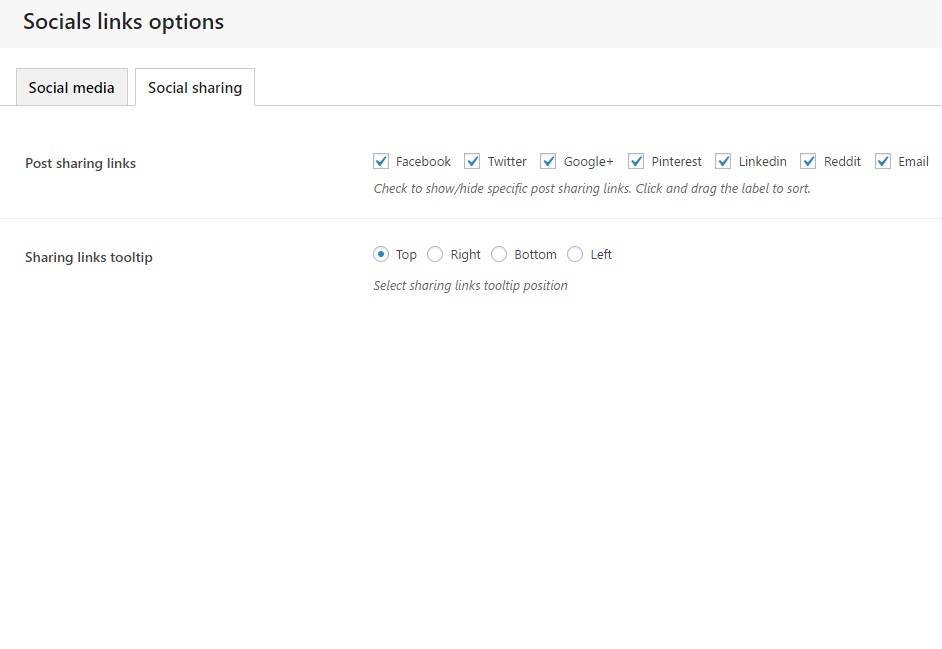 Socials links options
Social media Social sharing
Post sharing links Facebook Twitter Google+ Pinterest Linkedin Reddit Email
Check to show/hide specific post sharing links. Click and drag the label to sort.
Sharing links tooltip Top Right Bottom Left
Select sharing links tooltip position